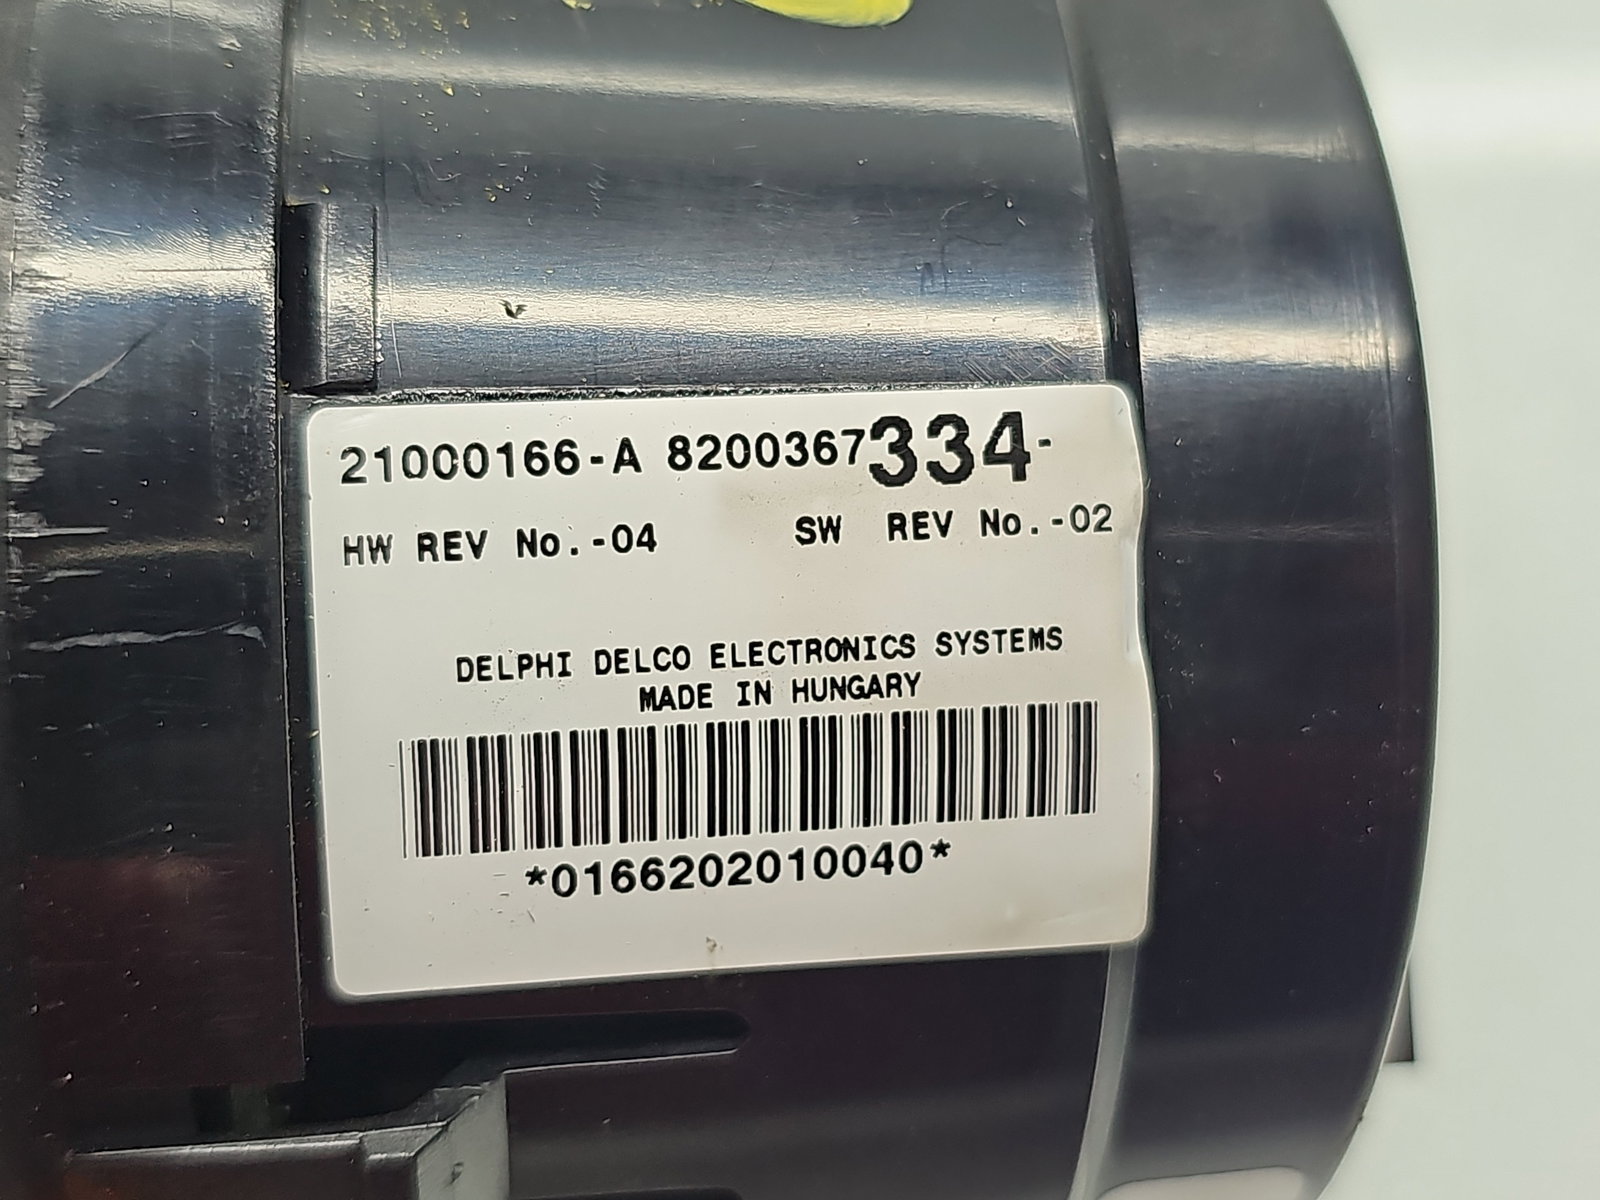 21000166-A 8200367334-
HW REV No.-04 SW REV No.-02
DELPHI DELCO ELECTRONICS SYSTEMS
MADE IN HUNGARY
*0166202010040*